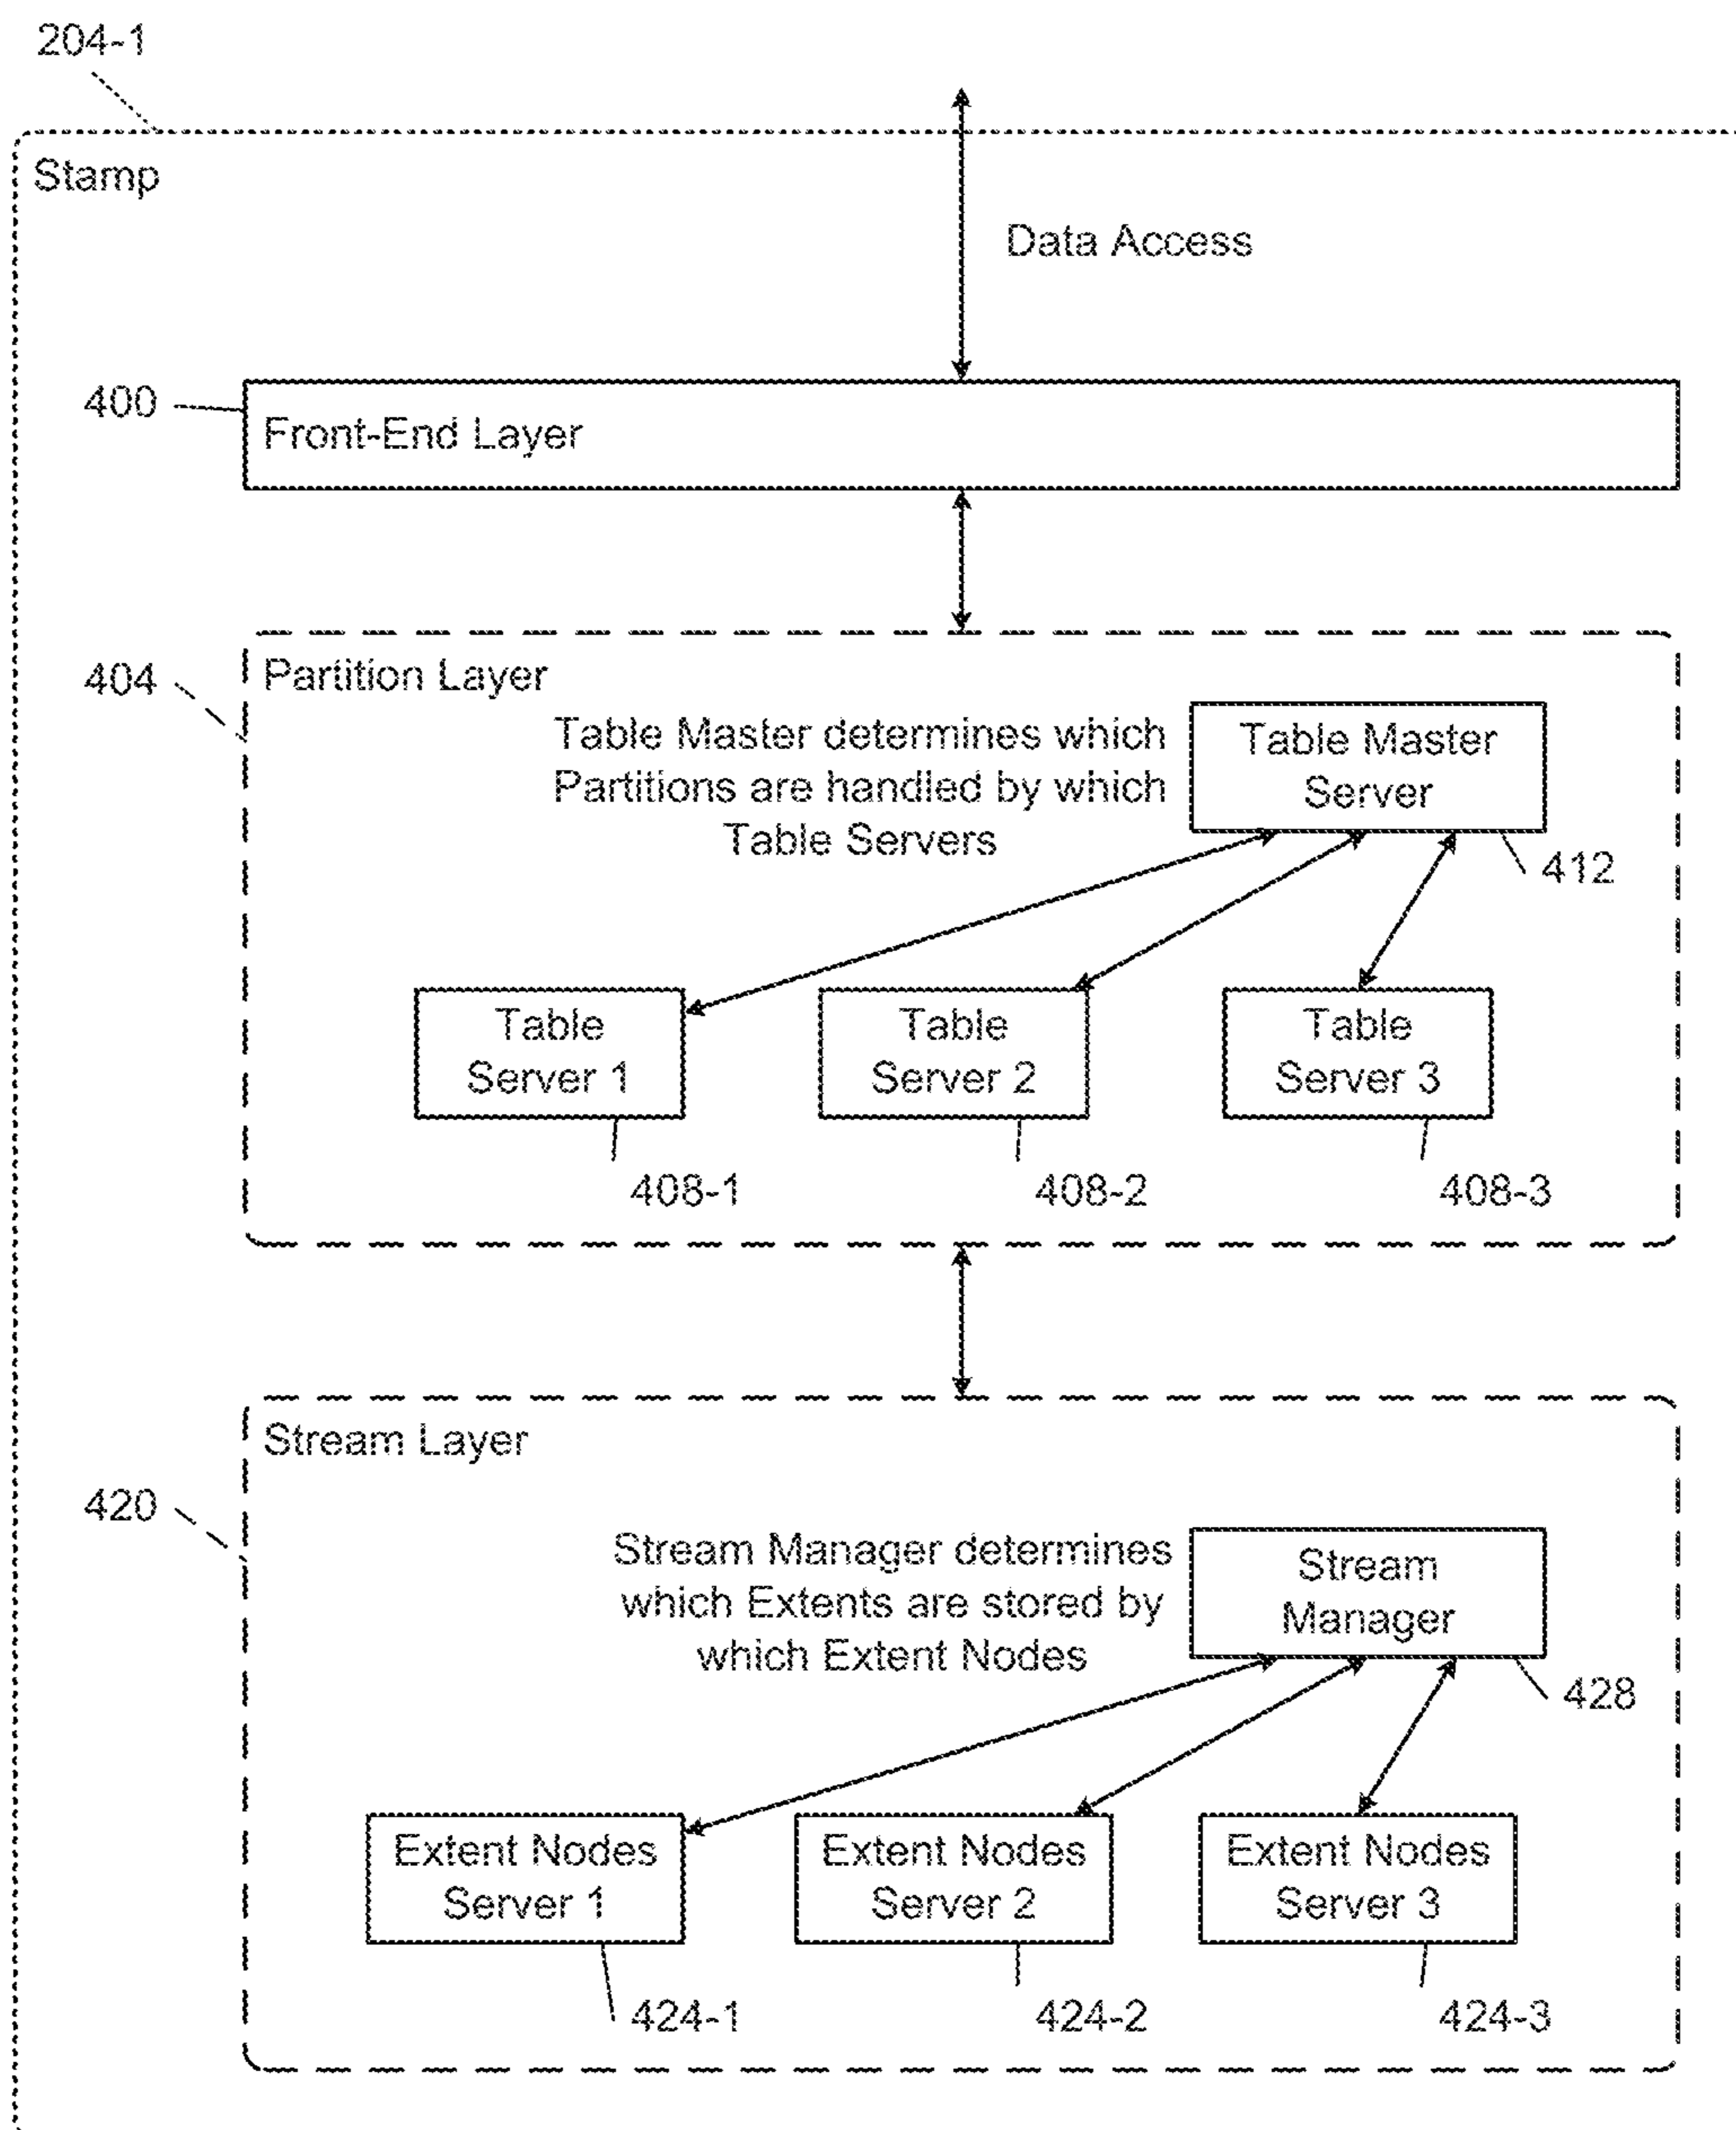 204-1
Stamp
Data Access
400
Front-End Layer
404
Partition Layer
Table Master determines which
Partitions are handled by which
Table Servers
Table Master
Server
412
Table
Server 1
Table
Server 2
Table
Server 3
408-1
408-2
408-3
Stream Layer
420
Stream Manager determines
which Extents are stored by
which Extent Nodes
Stream
Manager
428
Extent Nodes
Server 1
Extent Nodes
Server 2
Extent Nodes
Server 3
424-1
424-2
424-3